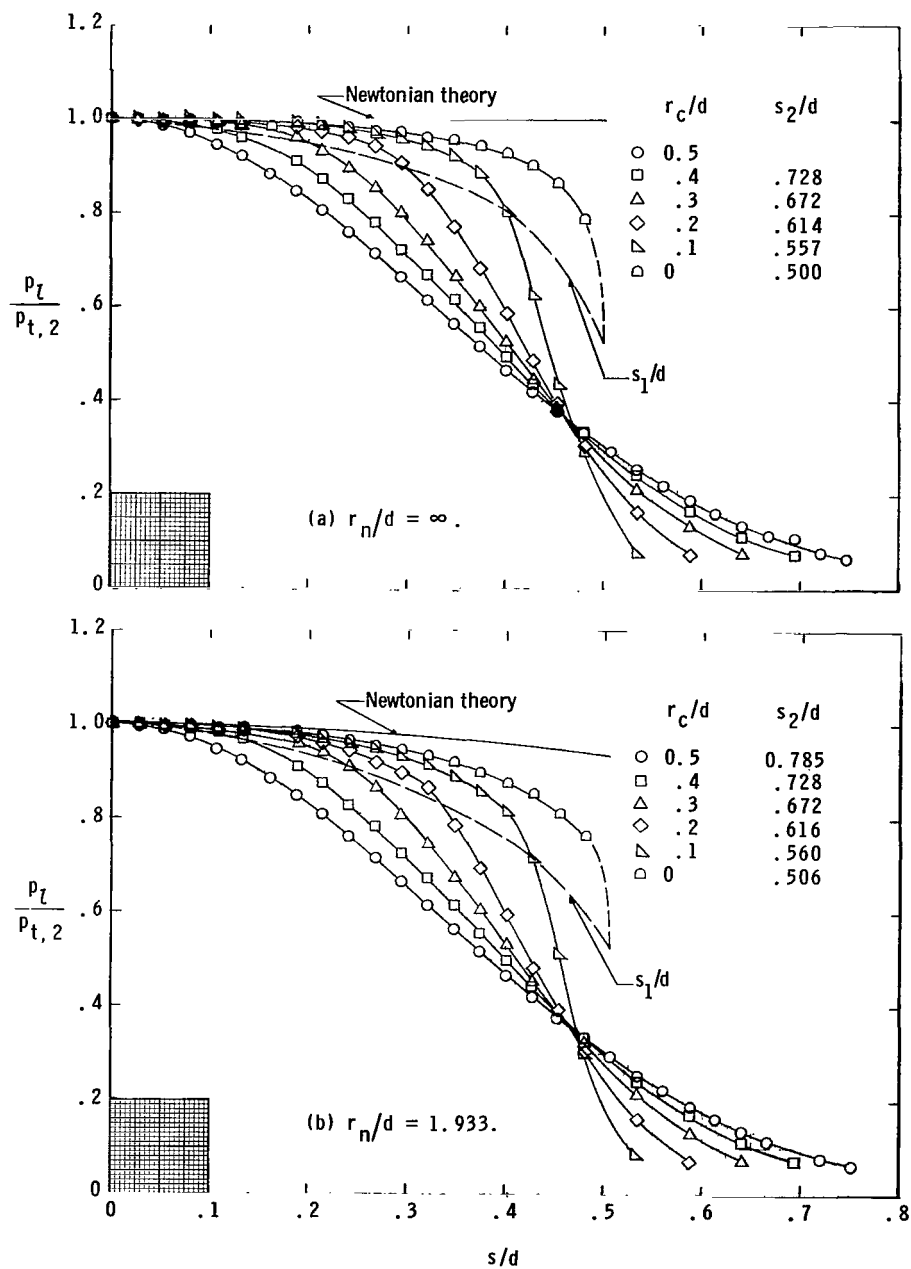 1.2
1.0
.8
.6
.4
.2
0
p_l
p_t,2
Newtonian theory
r_c/d s_2/d
0.5
.4 .728
.3 .672
.2 .614
.1 .557
0 .500
s_1/d
(a) r_n/d = ∞.
1.2
1.0
.8
.6
.4
.2
0
p_l
p_t,2
Newtonian theory
r_c/d s_2/d
0.5 0.785
.4 .728
.3 .672
.2 .616
.1 .560
0 .506
s_1/d
(b) r_n/d = 1.933.
0 .1 .2 .3 .4 .5 .6 .7 .8
s/d